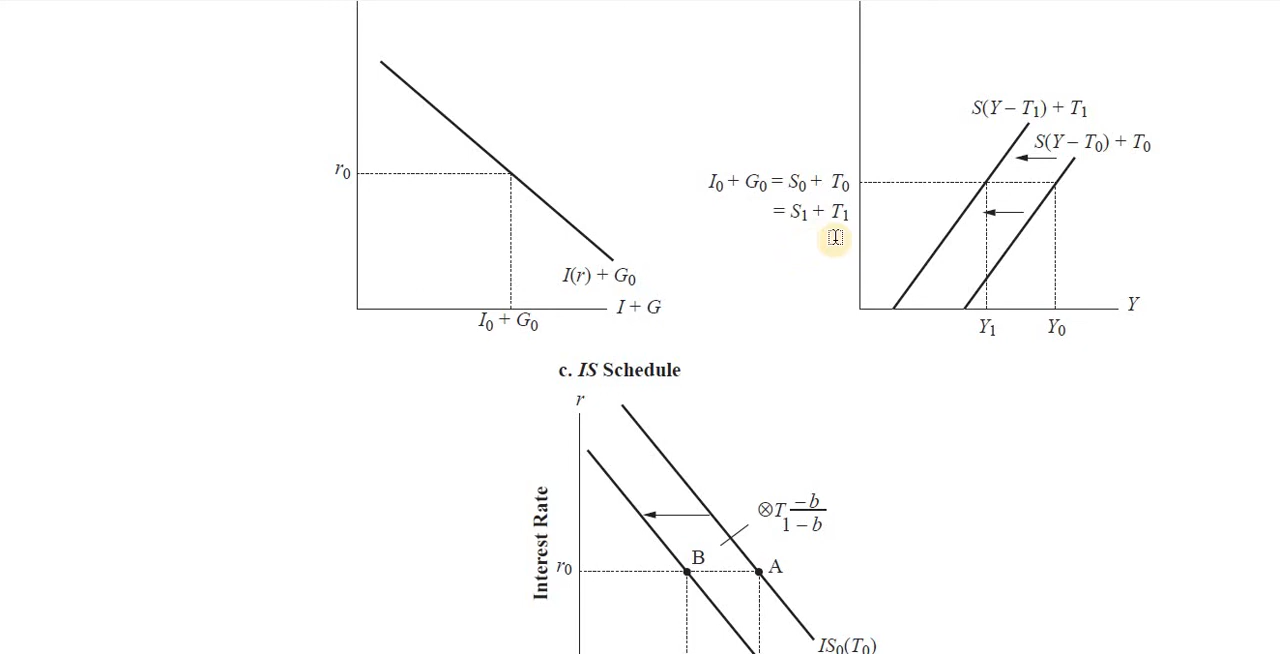 S(Y – T₁) + T₁
S(Y – T₀) + T₀
r₀
I₀ + G₀ = S₀ + T₀
= S₁ + T₁
I(r) + G₀
I + G
I₀ + G₀
Y
Y₁
Y₀
c. IS Schedule
r
Interest Rate
⊗T –b
1 – b
B
r₀
A
IS₀(T₀)